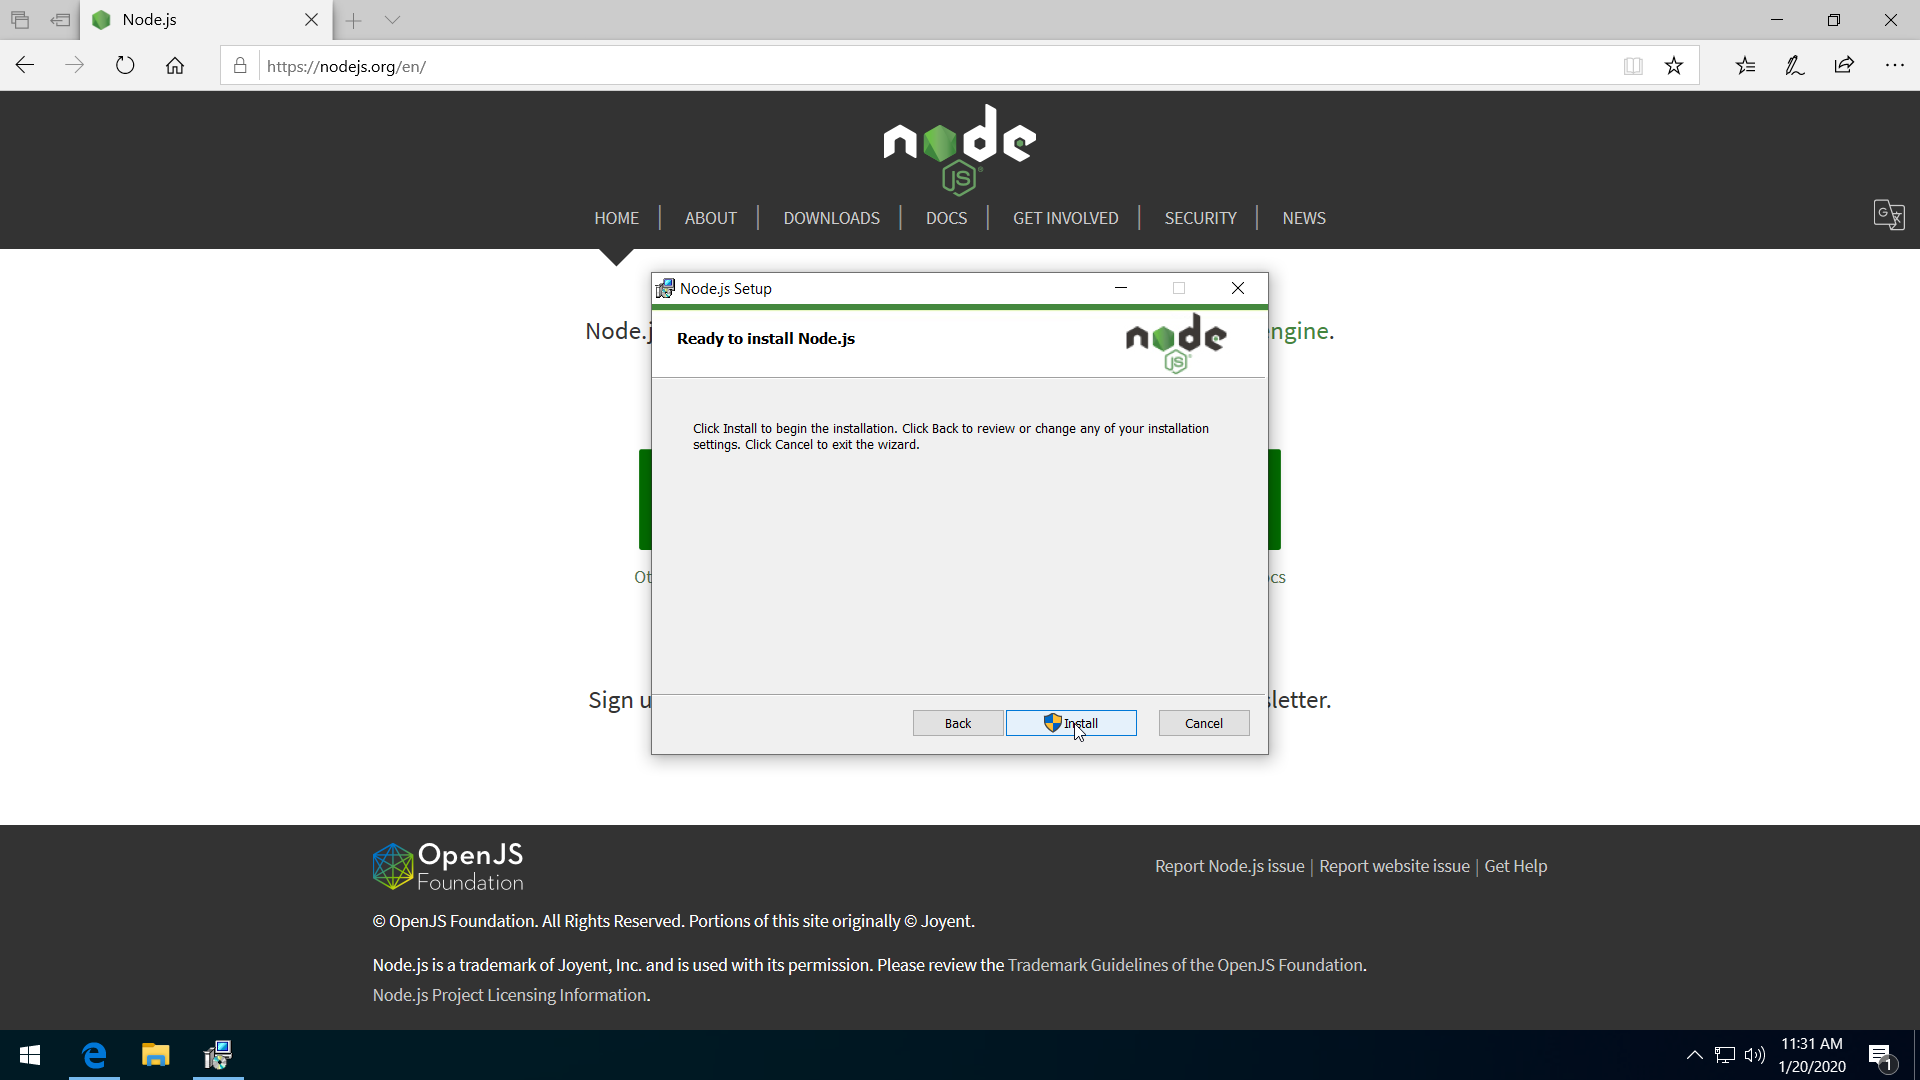 Node.js
https://nodejs.org/en/
node
JS
HOME | ABOUT | DOWNLOADS | DOCS | GET INVOLVED | SECURITY | NEWS
Node.js Setup
Node.j
engine.
Ready to install Node.js
node
JS
Click Install to begin the installation. Click Back to review or change any of your installation
settings. Click Cancel to exit the wizard.
Ot
ocs
Sign u
sletter.
Back
Install
Cancel
OpenJS
Foundation
Report Node.js issue | Report website issue | Get Help
© OpenJS Foundation. All Rights Reserved. Portions of this site originally © Joyent.
Node.js is a trademark of Joyent, Inc. and is used with its permission. Please review the Trademark Guidelines of the OpenJS Foundation.
Node.js Project Licensing Information.
11:31 AM
1/20/2020
1